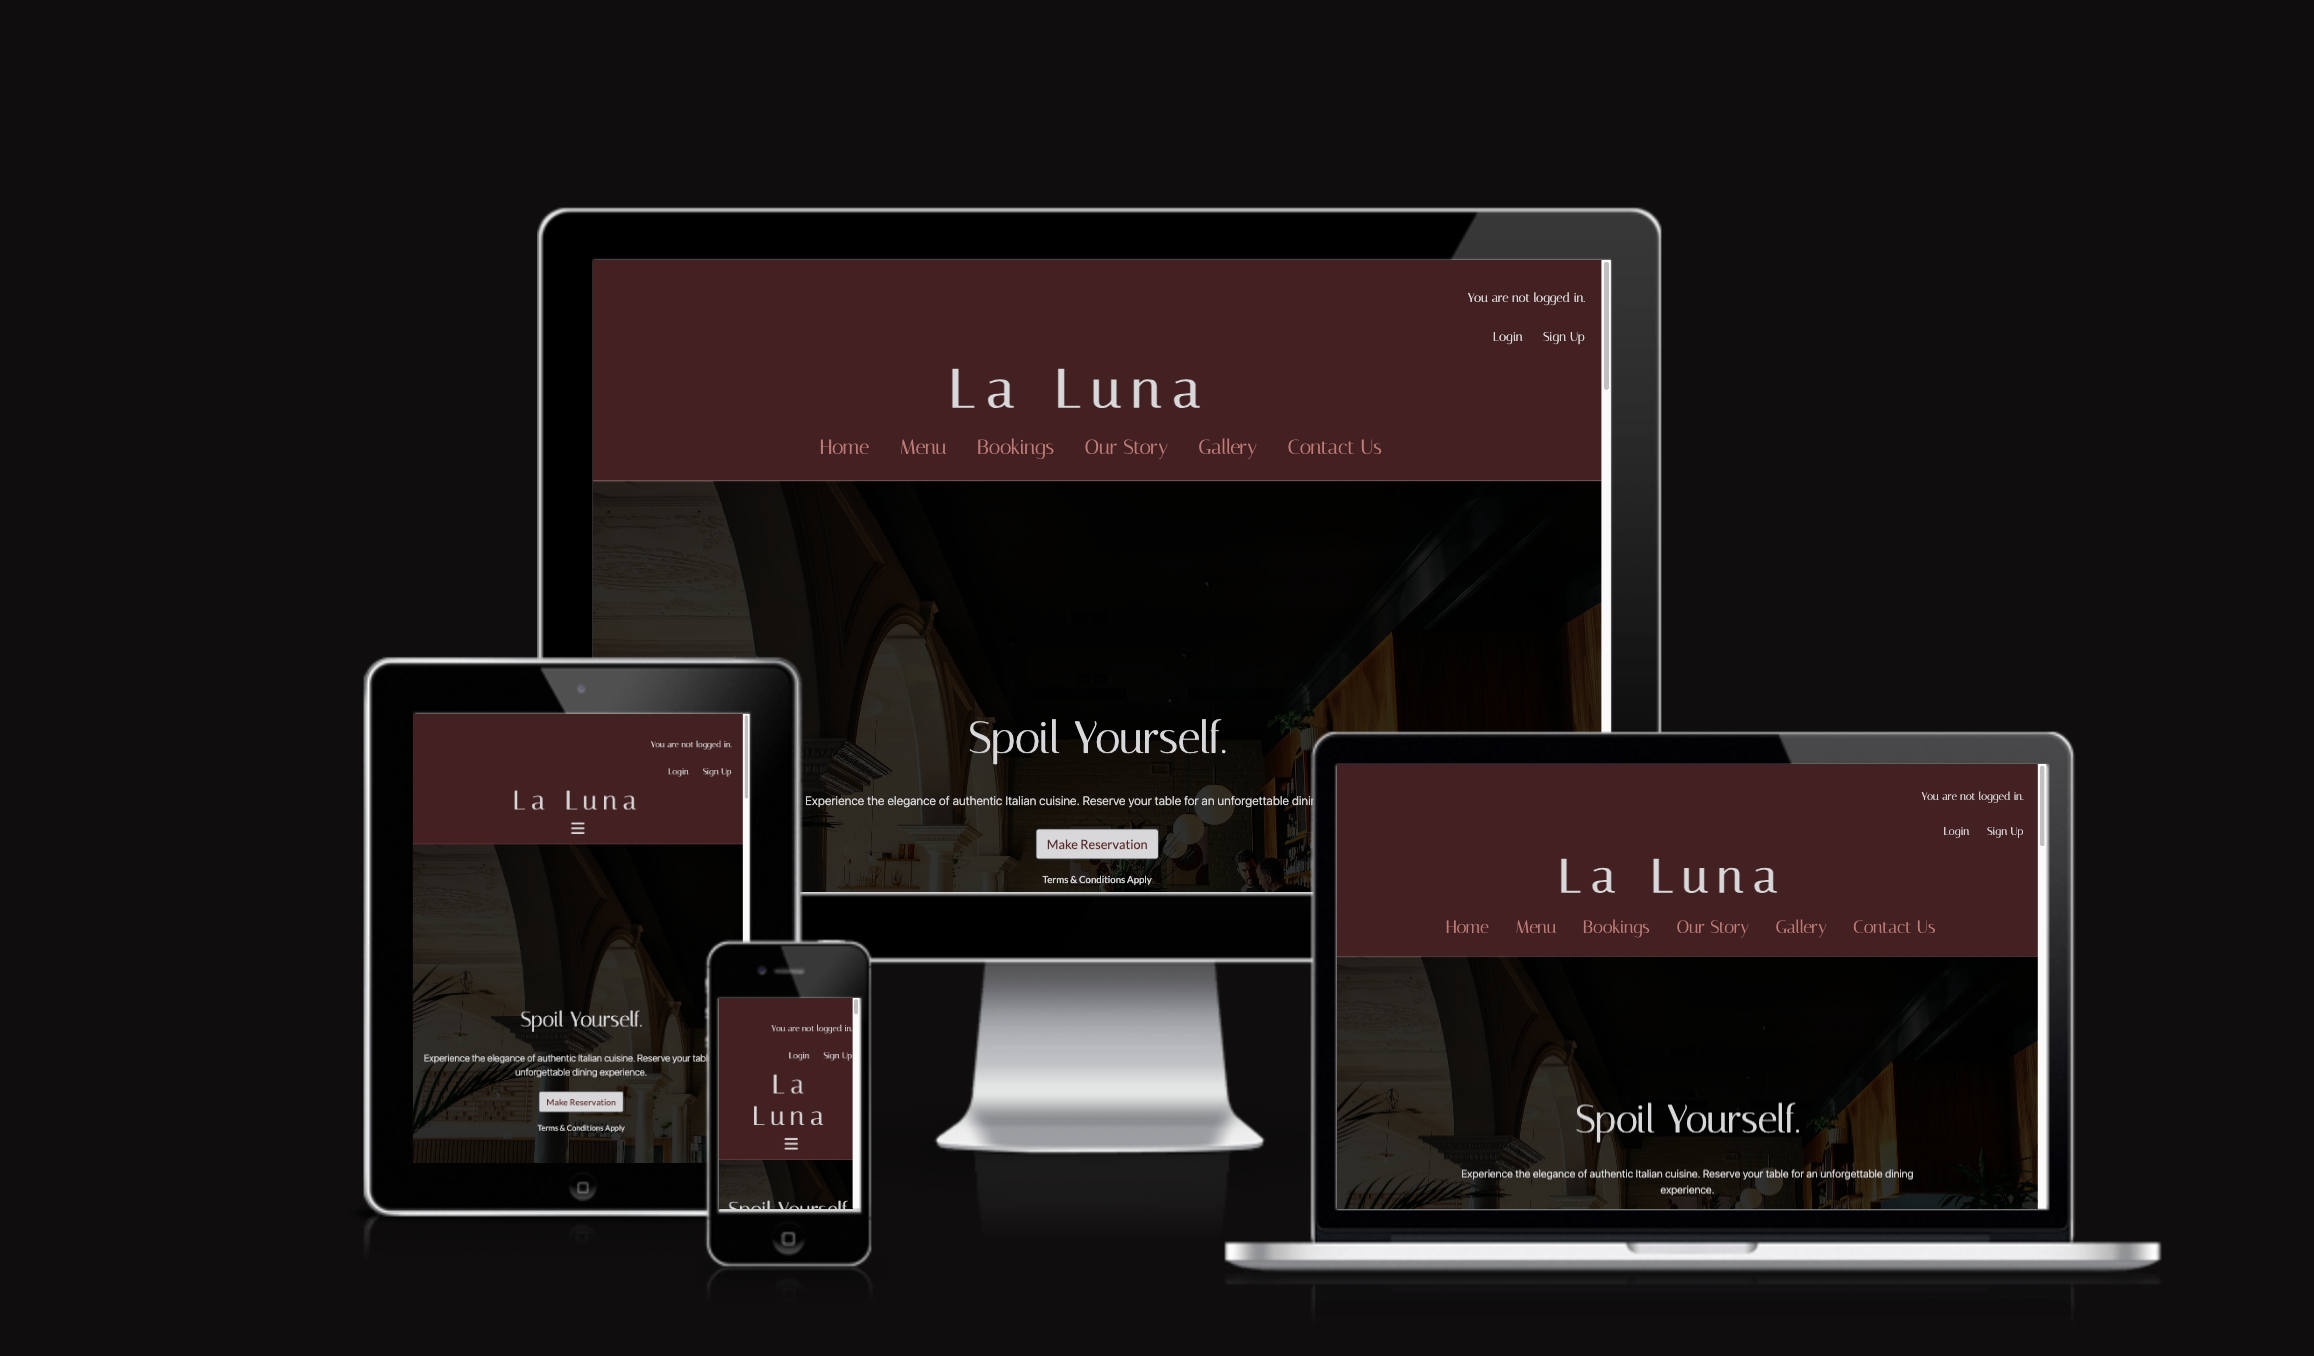 You are not logged in.
Login Sign Up
La Luna
Home Menu Bookings Our Story Gallery Contact Us
Spoil Yourself.
Experience the elegance of authentic Italian cuisine. Reserve your table for an unforgettable
Make Reservation
Terms & Conditions Apply
You are not logged in.
Login Sign Up
La Luna
Spoil Yourself.
Experience the elegance of authentic Italian cuisine. Reserve your
unforgettable dining experience.
Make Reservation
Terms & Conditions Apply
You are not logged in.
Login Sign Up
La
Luna
Spoil Yourself
You are not logged in.
Login Sign Up
La Luna
Home Menu Bookings Our Story Gallery Contact Us
Spoil Yourself.
Experience the elegance of authentic Italian cuisine. Reserve your table for an unforgettable dining
experience.